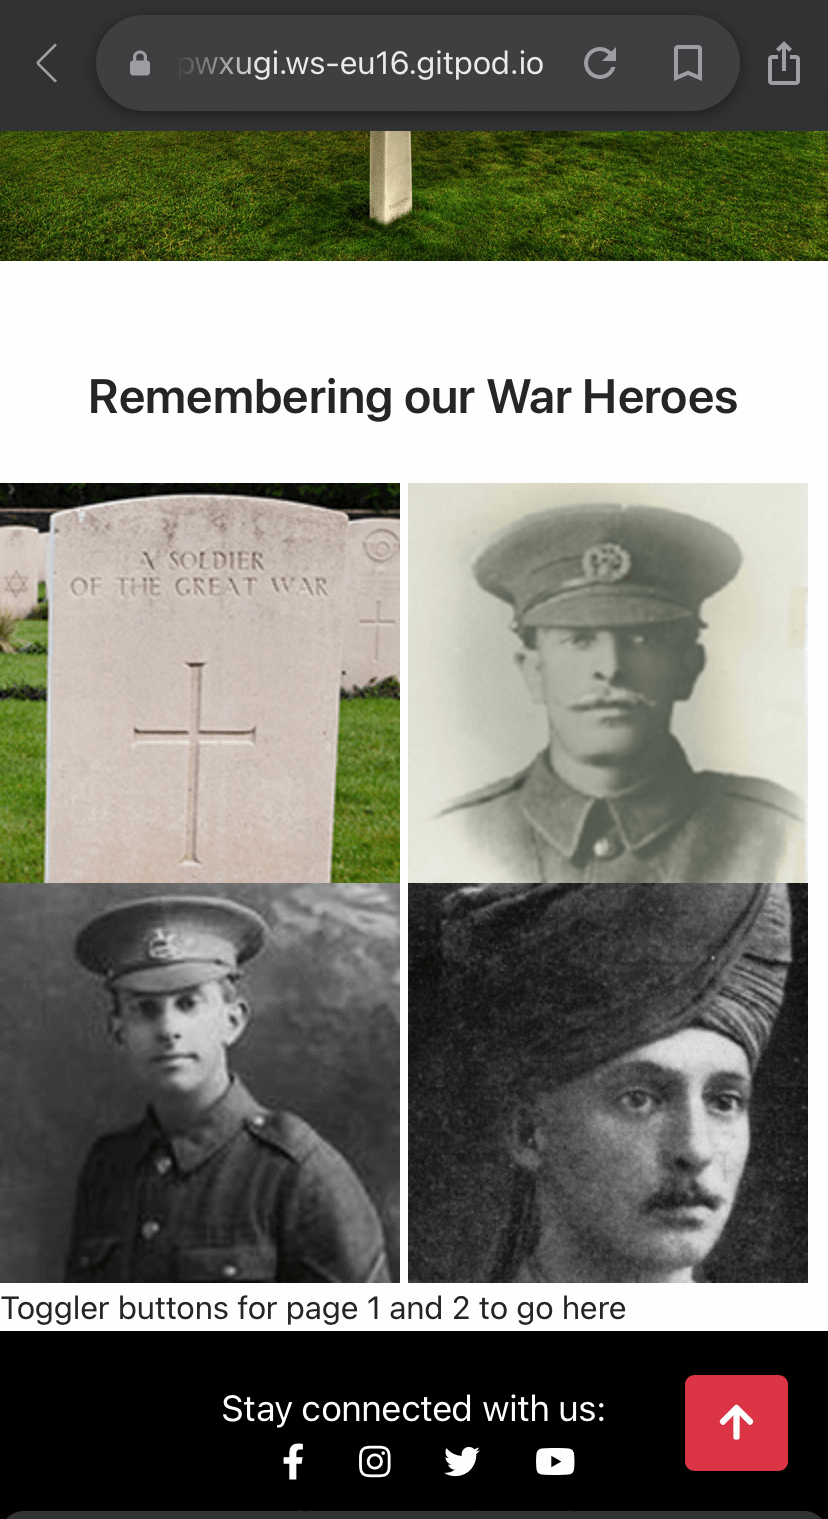 pwxugi.ws-eu16.gitpod.io
Remembering our War Heroes
A SOLDIER
OF THE GREAT WAR
Toggler buttons for page 1 and 2 to go here
Stay connected with us: